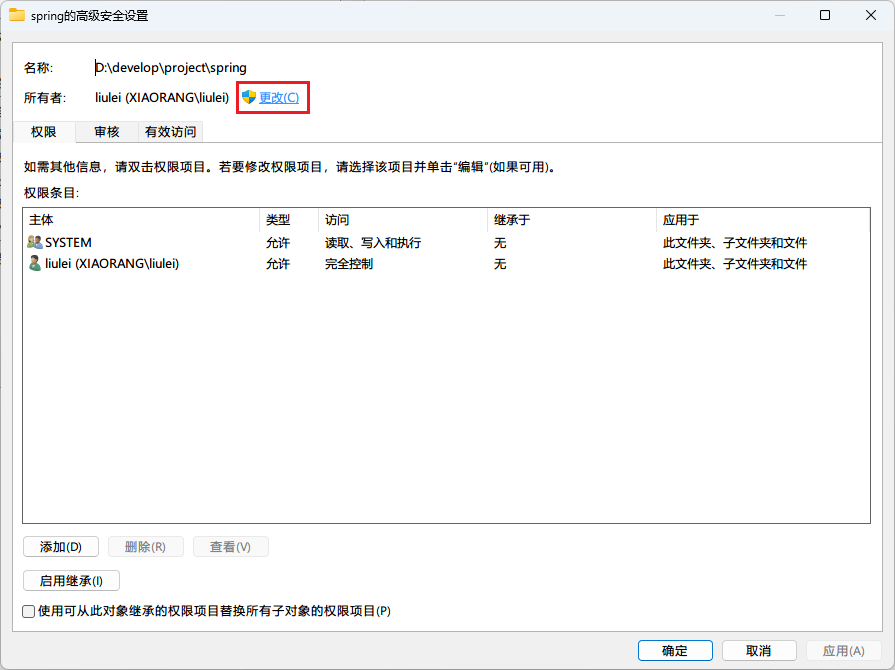 spring的高级安全设置
名称: D:\develop\project\spring
所有者: liulei (XIAORANG\liulei) 更改(C)
权限 审核 有效访问
如需其他信息，请双击权限项目。若要修改权限项目，请选择该项目并单击“编辑”(如果可用)。
权限条目:
主体 类型 访问 继承于 应用于
SYSTEM 允许 读取、写入和执行 无 此文件夹、子文件夹和文件
liulei (XIAORANG\liulei) 允许 完全控制 无 此文件夹、子文件夹和文件
添加(D) 删除(R) 查看(V)
启用继承(I)
使用可从此对象继承的权限项目替换所有子对象的权限项目(P)
确定 取消 应用(A)